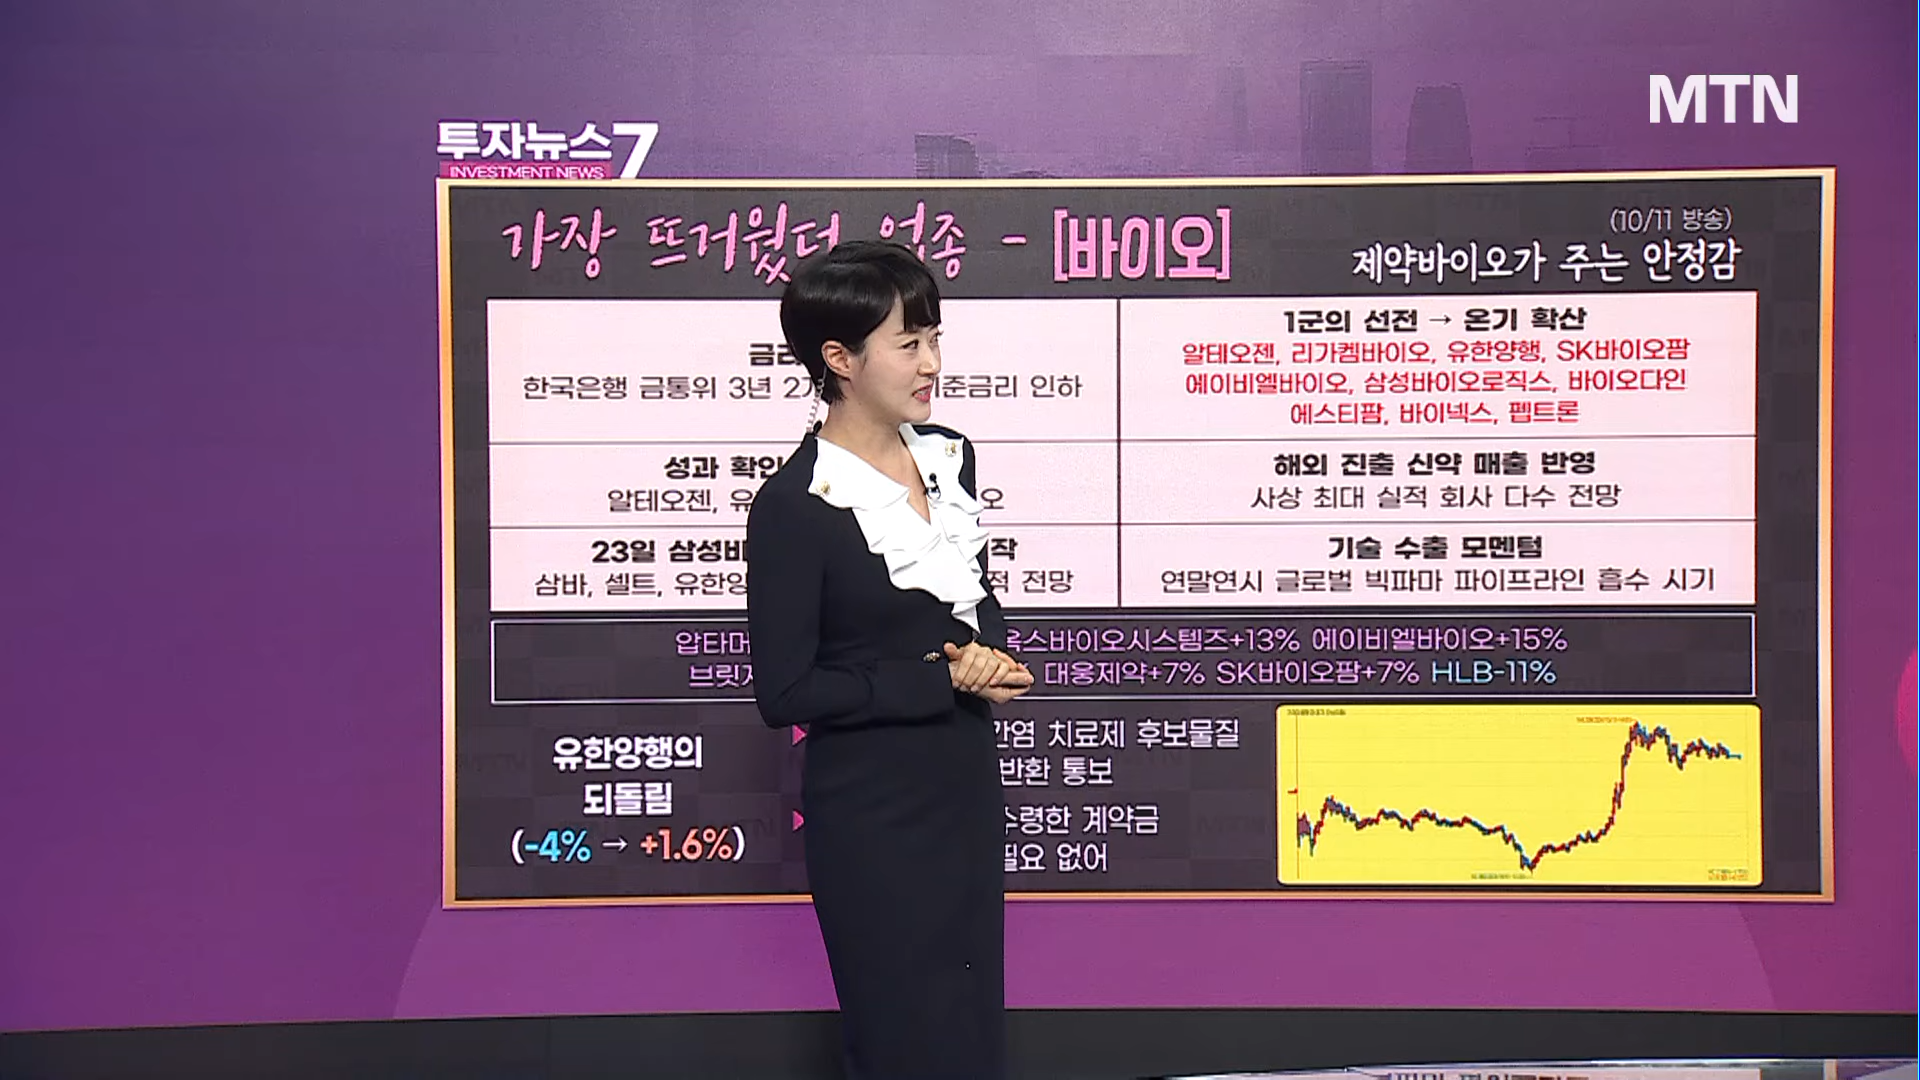 MTN
투자뉴스 7
INVESTMENT NEWS
가장 뜨거웠더 업종 - [바이오]
(10/11 방송)
제약바이오가 주는 안정감
한국은행 금통위 3년 기준금리 인하
1군의 선전 → 온기 확산
알테오젠, 리가켐바이오, 유한양행, SK바이오팜
에이비엘바이오, 삼성바이오로직스, 바이오다인
에스티팜, 바이넥스, 펩트론
성과 확인
알테오젠,
해외 진출 신약 매출 반영
사상 최대 실적 회사 다수 전망
23일
삼바, 셀트, 전망
기술 수출 모멘텀
연말연시 글로벌 빅파마 파이프라인 흡수 시기
압타머 옥스바이오시스템즈+13% 에이비엘바이오+15%
대웅제약+7% SK바이오팜+7% HLB-11%
유한양행의
되돌림
(-4% → +1.6%)
간염 치료제 후보물질
반환 통보
수령한 계약금
필요 없어